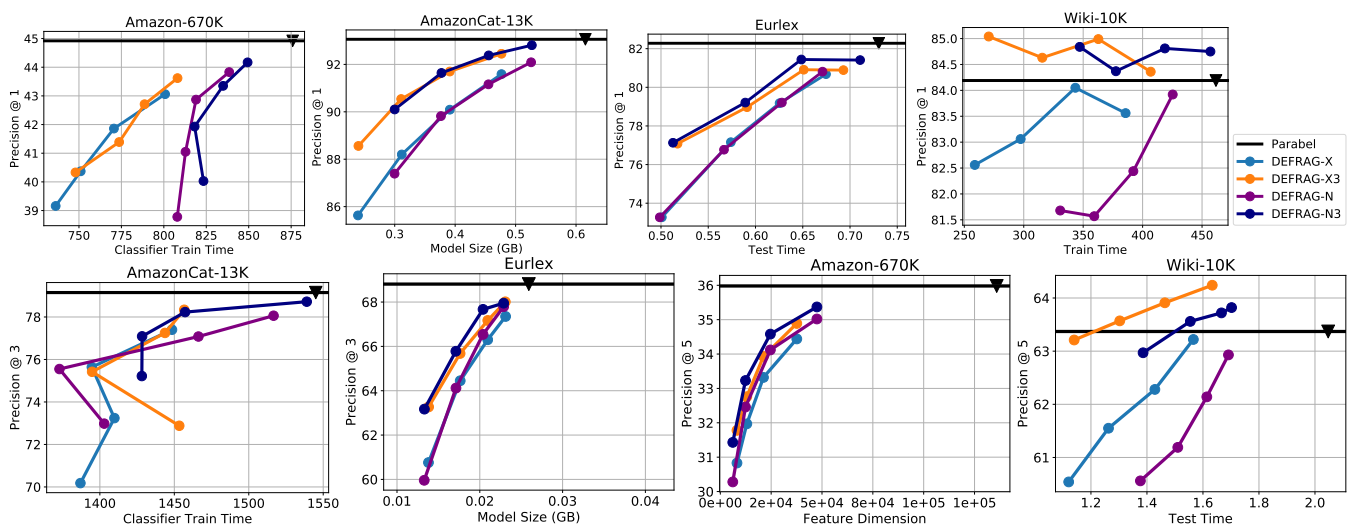 Amazon-670K
45
44
43
42
41
40
39
Precision @ 1
750
775
800
825
850
875
Classifier Train Time
AmazonCat-13K
92
90
88
86
Precision @ 1
0.3
0.4
0.5
0.6
Model Size (GB)
Eurlex
82
80
78
76
74
Precision @ 1
0.50
0.55
0.60
0.65
0.70
0.75
Test Time
Wiki-10K
85.0
84.5
84.0
83.5
83.0
82.5
82.0
81.5
Precision @ 1
250
300
350
400
450
Train Time
Parabel
DEFRAG-X
DEFRAG-X3
DEFRAG-N
DEFRAG-N3
AmazonCat-13K
78
76
74
72
70
Precision @ 3
1400
1450
1500
1550
Classifier Train Time
Eurlex
68
66
64
62
60
Precision @ 3
0.01
0.02
0.03
0.04
Model Size (GB)
Amazon-670K
36
35
34
33
32
31
30
Precision @ 5
0e+00
2e+04
5e+04
8e+04
1e+05
1e+05
Feature Dimension
Wiki-10K
64
63
62
61
Precision @ 5
1.2
1.4
1.6
1.8
2.0
Test Time